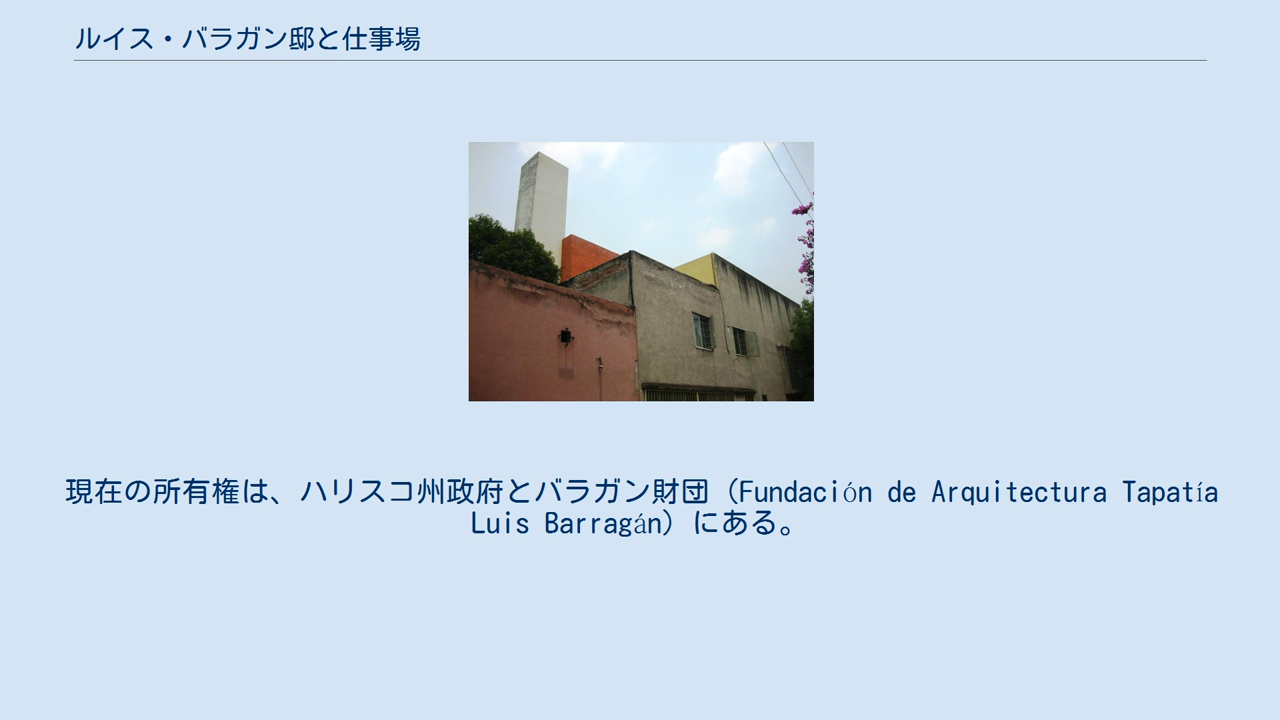 ルイス・バラガン邸と仕事場
現在の所有権は、ハリスコ州政府とバラガン財団（Fundación de Arquitectura Tapatía
Luis Barragán）にある。